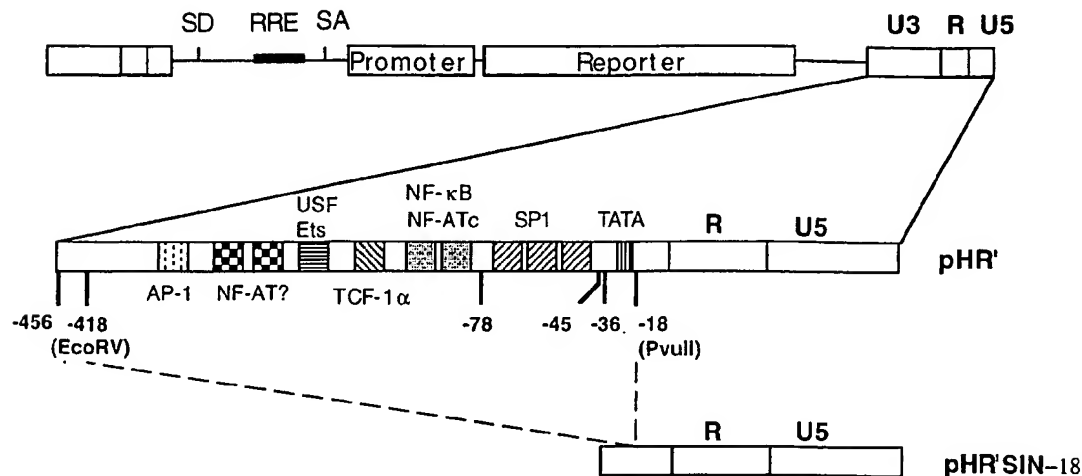 SD RRE SA U3 R U5
Promoter Reporter
NF-κB
USF NF-ATc SP1 TATA R U5
Ets
pHR'
AP-1 NF-AT? TCF-1α
-456 -418 -78 -45 -36 -18
(EcoRV) (PvuII)
R U5
pHR'SIN-18